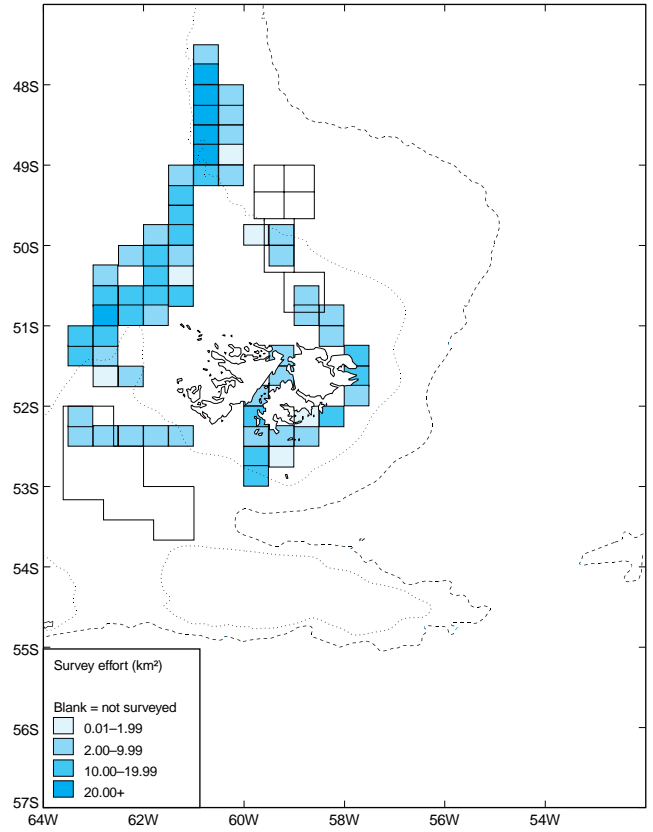 48S
49S
50S
51S
52S
53S
54S
55S
56S
57S
Survey effort (km²)
Blank = not surveyed
0.01–1.99
2.00–9.99
10.00–19.99
20.00+
64W 62W 60W 58W 56W 54W